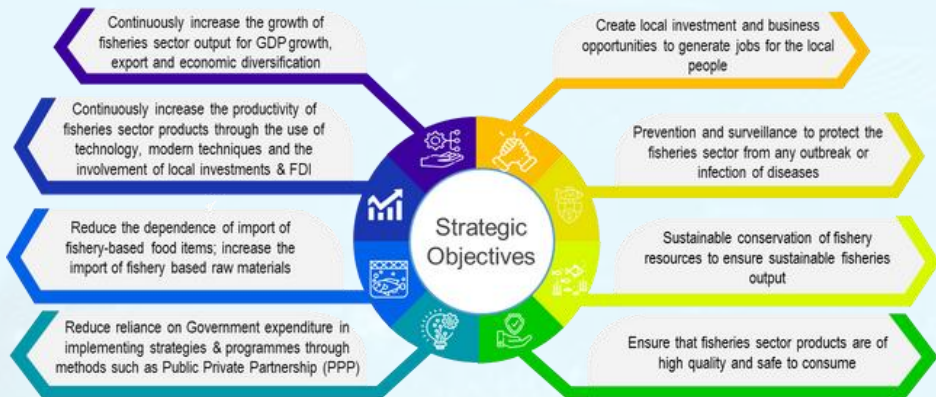 Continuously increase the growth of
fisheries sector output for GDP growth,
export and economic diversification
Continuously increase the productivity of
fisheries sector products through the use of
technology, modern techniques and the
involvement of local investments & FDI
Reduce the dependence of import of
fishery-based food items; increase the
import of fishery based raw materials
Reduce reliance on Government expenditure in
implementing strategies & programmes through
methods such as Public Private Partnership (PPP)
Strategic
Objectives
Create local investment and business
opportunities to generate jobs for the local
people
Prevention and surveillance to protect the
fisheries sector from any outbreak or
infection of diseases
Sustainable conservation of fishery
resources to ensure sustainable fisheries
output
Ensure that fisheries sector products are of
high quality and safe to consume